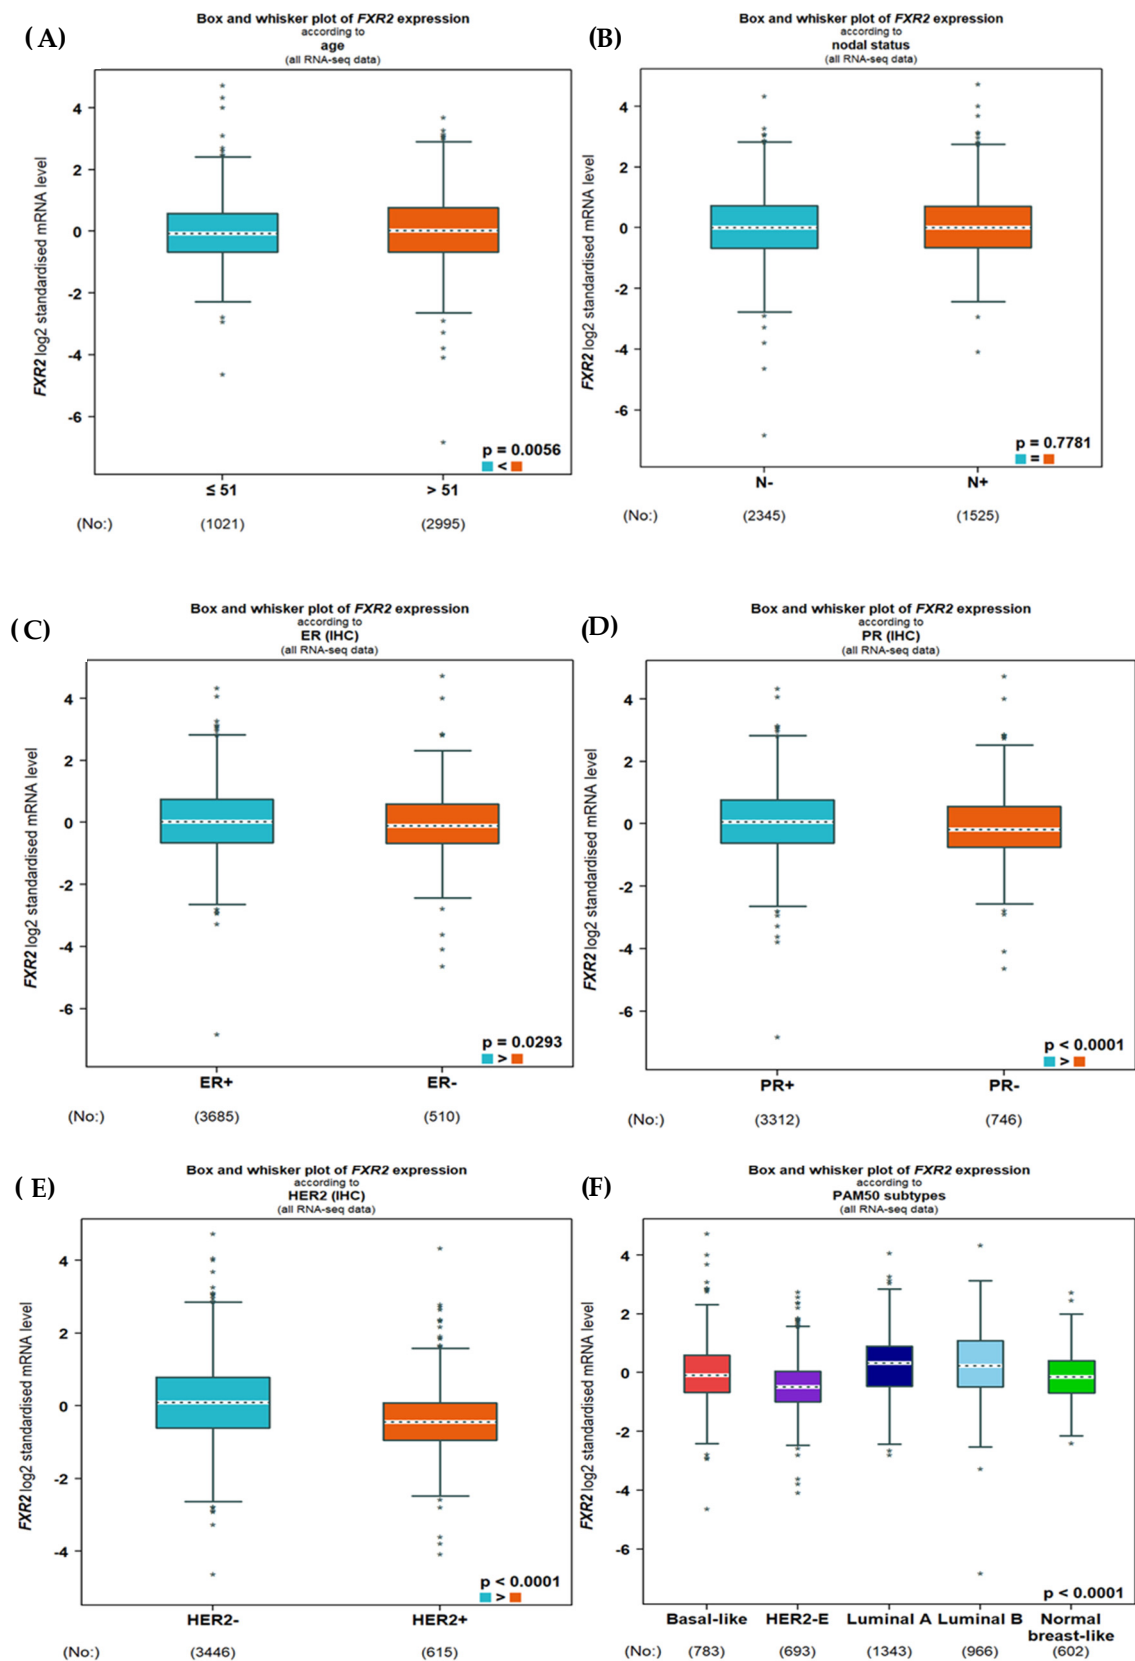 (A)
Box and whisker plot of FXR2 expression
according to
age
(all RNA-seq data)
FXR2 log2 standardised mRNA level
4
2
0
-2
-4
-6
p = 0.0056
<
≤ 51 > 51
(No:) (1021) (2995)
(B)
Box and whisker plot of FXR2 expression
according to
nodal status
(all RNA-seq data)
FXR2 log2 standardised mRNA level
4
2
0
-2
-4
-6
p = 0.7781
=
N- N+
(No:) (2345) (1525)
(C)
Box and whisker plot of FXR2 expression
according to
ER (IHC)
(all RNA-seq data)
FXR2 log2 standardised mRNA level
4
2
0
-2
-4
-6
p = 0.0293
>
ER+ ER-
(No:) (3685) (510)
(D)
Box and whisker plot of FXR2 expression
according to
PR (IHC)
(all RNA-seq data)
FXR2 log2 standardised mRNA level
4
2
0
-2
-4
-6
p < 0.0001
>
PR+ PR-
(No:) (3312) (746)
(E)
Box and whisker plot of FXR2 expression
according to
HER2 (IHC)
(all RNA-seq data)
FXR2 log2 standardised mRNA level
4
2
0
-2
-4
p < 0.0001
>
HER2- HER2+
(No:) (3446) (615)
(F)
Box and whisker plot of FXR2 expression
according to
PAM50 subtypes
(all RNA-seq data)
FXR2 log2 standardised mRNA level
4
2
0
-2
-4
-6
p < 0.0001
Basal-like HER2-E Luminal A Luminal B Normal
breast-like
(No:) (783) (693) (1343) (966) (602)